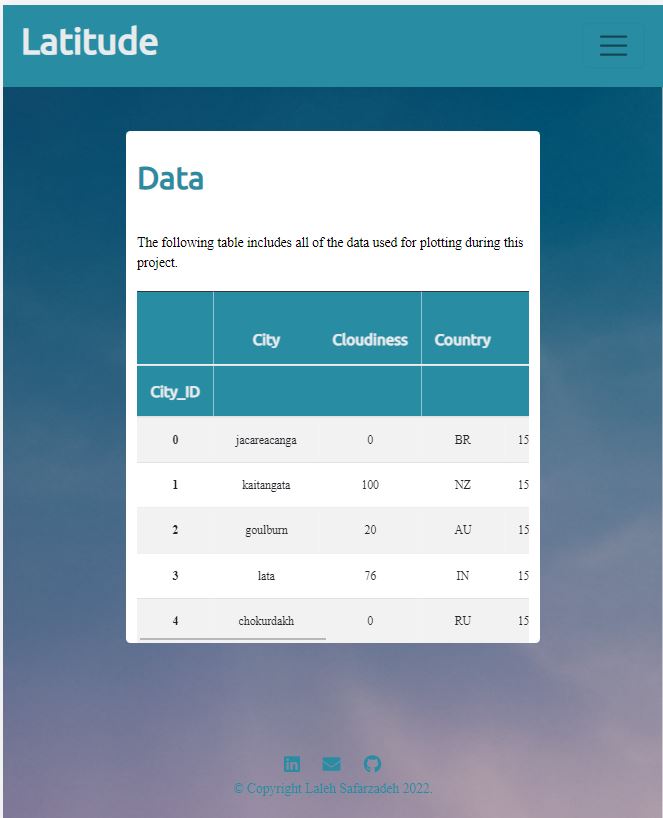 Latitude
Data
The following table includes all of the data used for plotting during this
project.
City Cloudiness Country
City_ID
0 jacareacanga 0 BR 15
1 kaitangata 100 NZ 15
2 goulburn 20 AU 15
3 lata 76 IN 15
4 chokurdakh 0 RU 15
© Copyright Laleh Safarzadeh 2022.